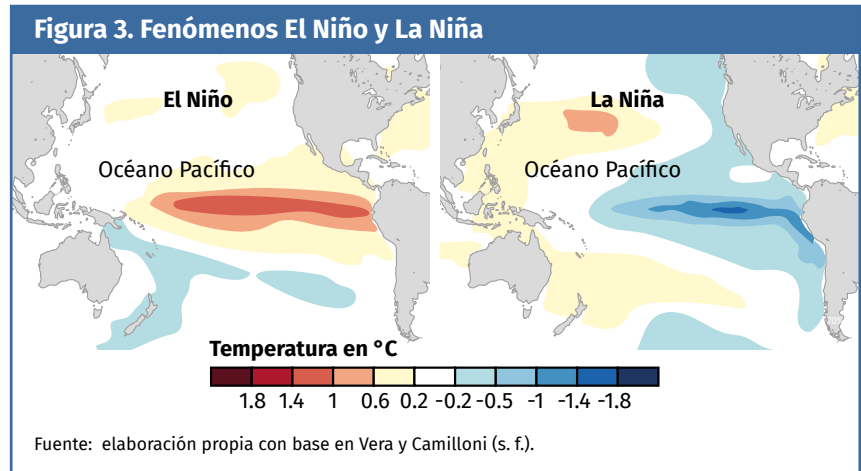 Figura 3. Fenómenos El Niño y La Niña
El Niño
La Niña
Océano Pacífico
Océano Pacífico
Temperatura en °C
1.8 1.4 1 0.6 0.2 -0.2 -0.5 -1 -1.4 -1.8
Fuente: elaboración propia con base en Vera y Camilloni (s. f.).